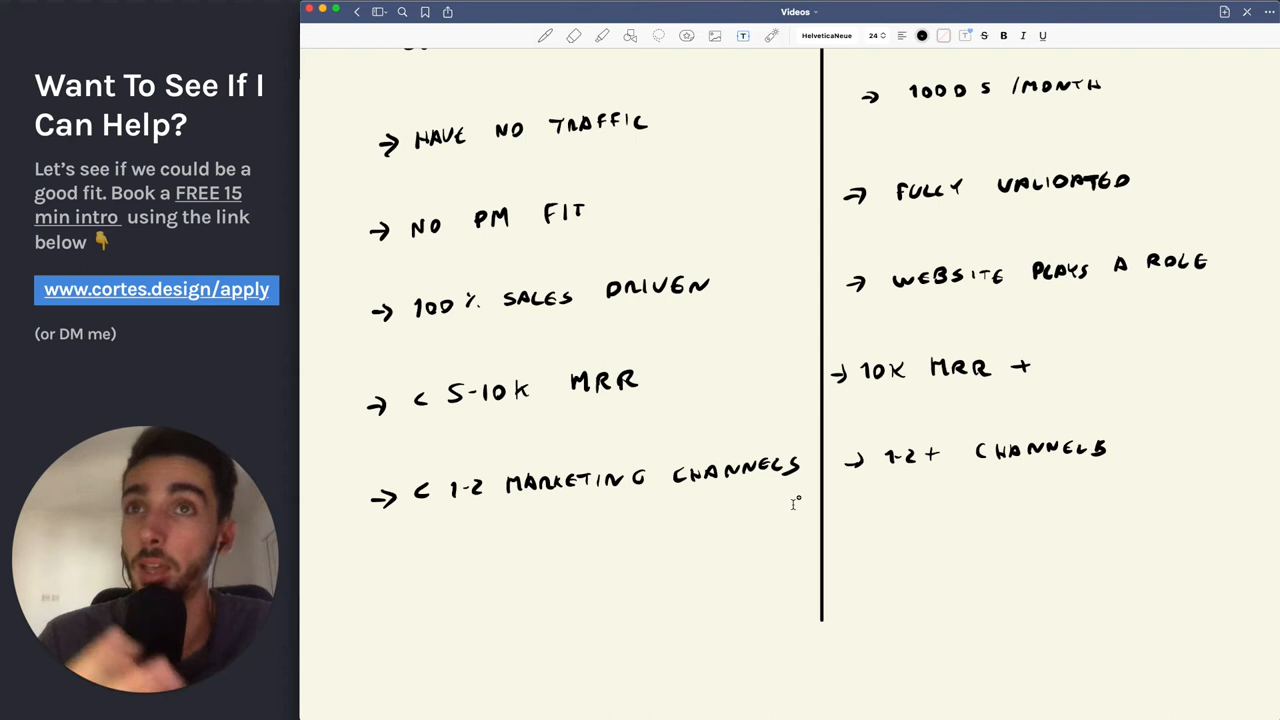 Want To See If I
Can Help?
Let's see if we could be a
good fit. Book a FREE 15
min intro using the link
below 👇
www.cortes.design/apply
(or DM me)
Videos
HelveticaNeue 24 S B I U
→ HAVE NO TRAFFIC
→ NO PM FIT
→ 100% SALES DRIVEN
→ < 5-10K MRR
→ < 1-2 MARKETING CHANNELS
→ 1000S /MONTH
→ FULLY VALIDATED
→ WEBSITE PLAYS A ROLE
→ 10K MRR +
→ 1-2+ CHANNELS